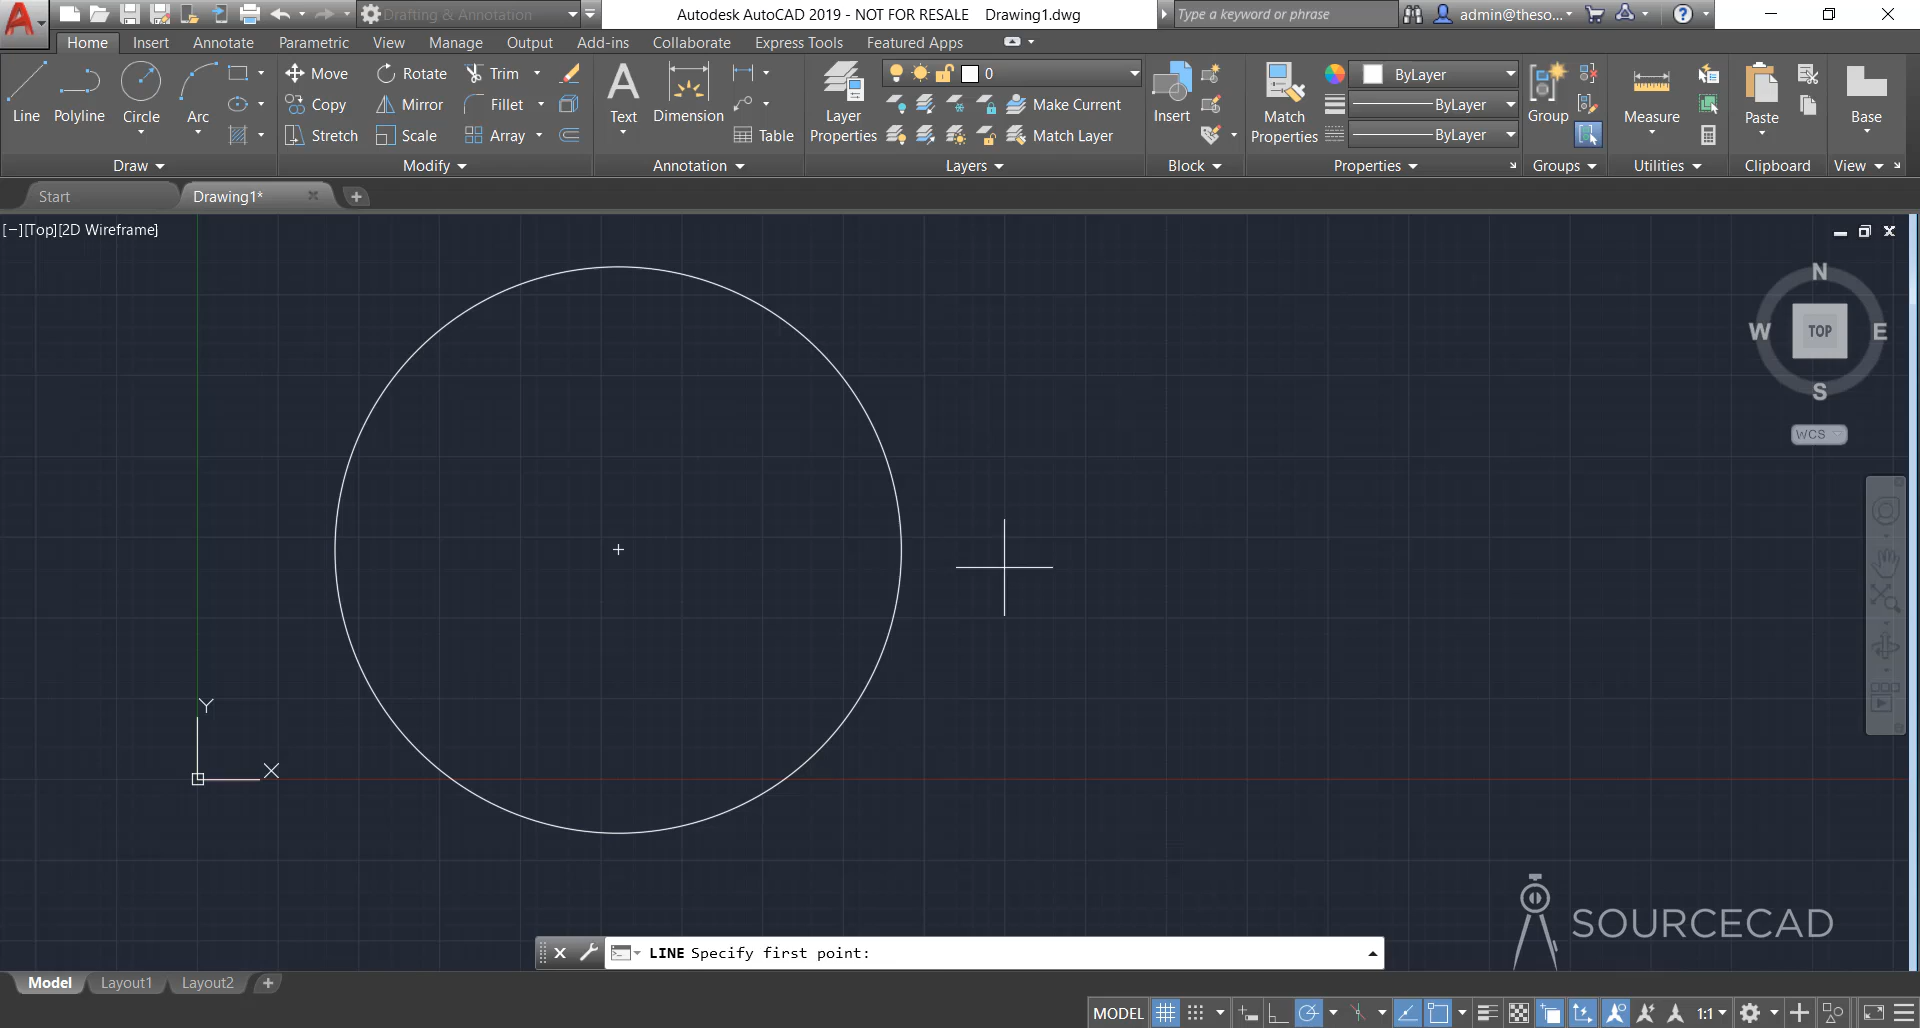 Drafting & Annotation
Autodesk AutoCAD 2019 - NOT FOR RESALE Drawing1.dwg
Type a keyword or phrase
admin@theso...
Home Insert Annotate Parametric View Manage Output Add-ins Collaborate Express Tools Featured Apps
Line Polyline Circle Arc
Move Rotate Trim
Copy Mirror Fillet
Stretch Scale Array
Text Dimension Table
Layer Properties
0
Make Current
Match Layer
Insert
Match Properties
ByLayer
ByLayer
ByLayer
Group
Measure
Paste
Base
Draw Modify Annotation Layers Block Properties Groups Utilities Clipboard View
Start Drawing1*
[−][Top][2D Wireframe]
N
W TOP E
S
WCS
Y
X
SOURCECAD
LINE Specify first point:
Model Layout1 Layout2
MODEL 1:1